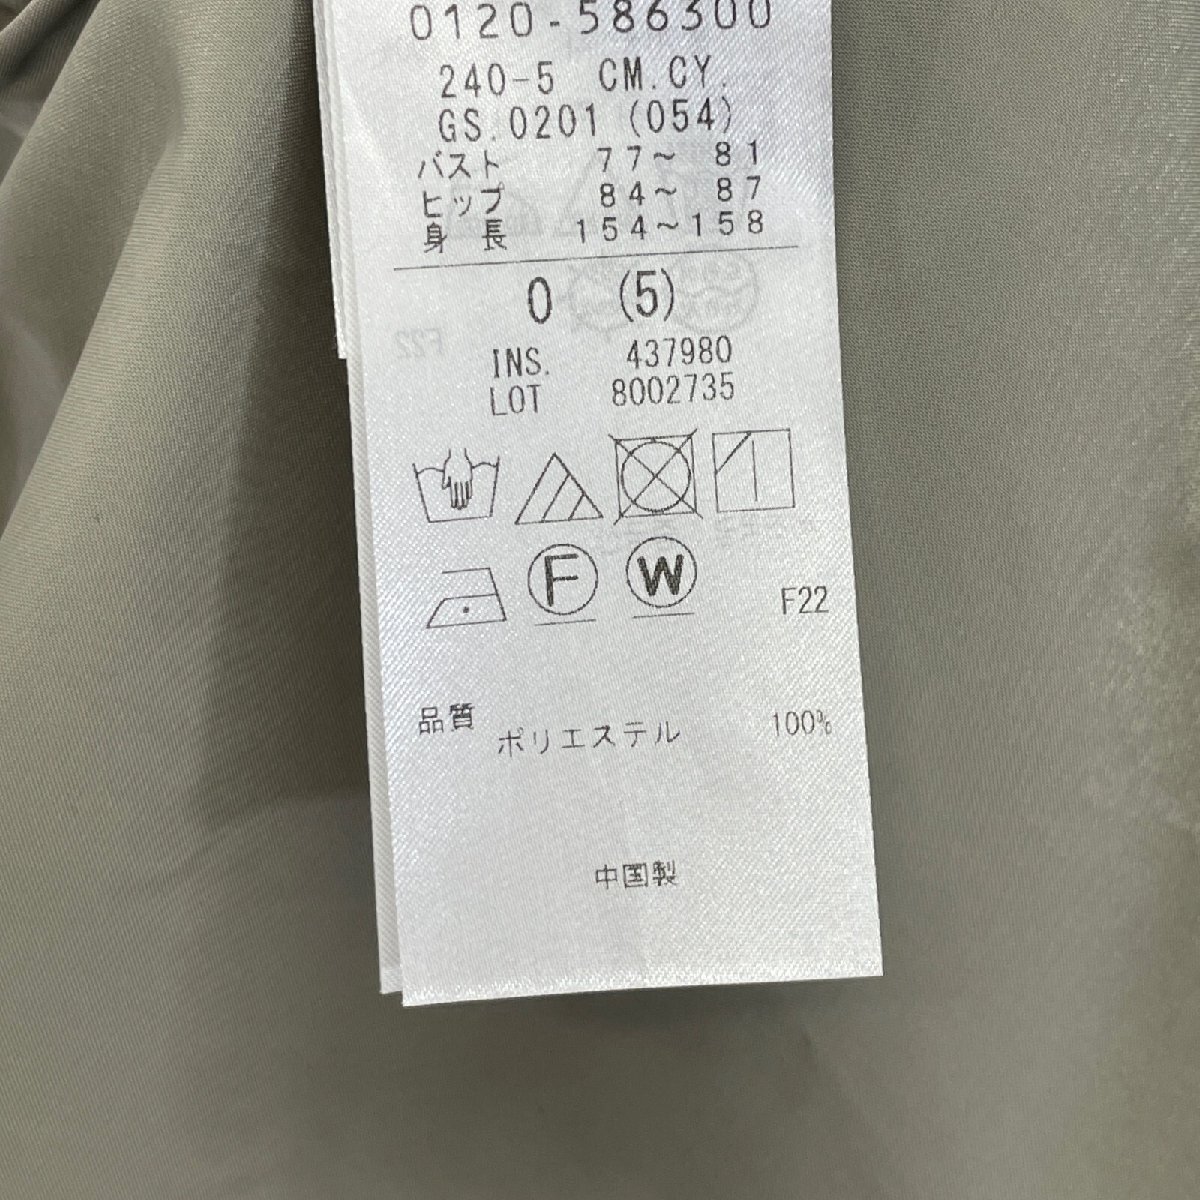 0120-586300
240-5 CM.CY.
GS.0201 (054)
バスト 77~ 81
ヒップ 84~ 87
身 長 154~158
0 (5)
INS. 437980
LOT 8002735
F
W
F22
品質 ポリエステル 100%
中国製